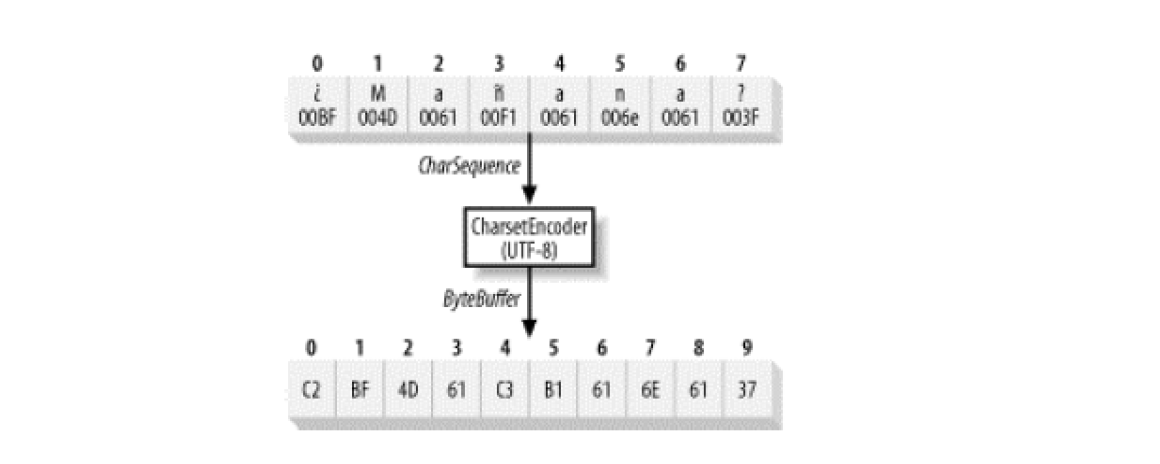 0 1 2 3 4 5 6 7
¿ M a ñ a n a ?
00BF 004D 0061 00F1 0061 006e 0061 003F
CharSequence
CharsetEncoder
(UTF-8)
ByteBuffer
0 1 2 3 4 5 6 7 8 9
C2 BF 4D 61 C3 B1 61 6E 61 37